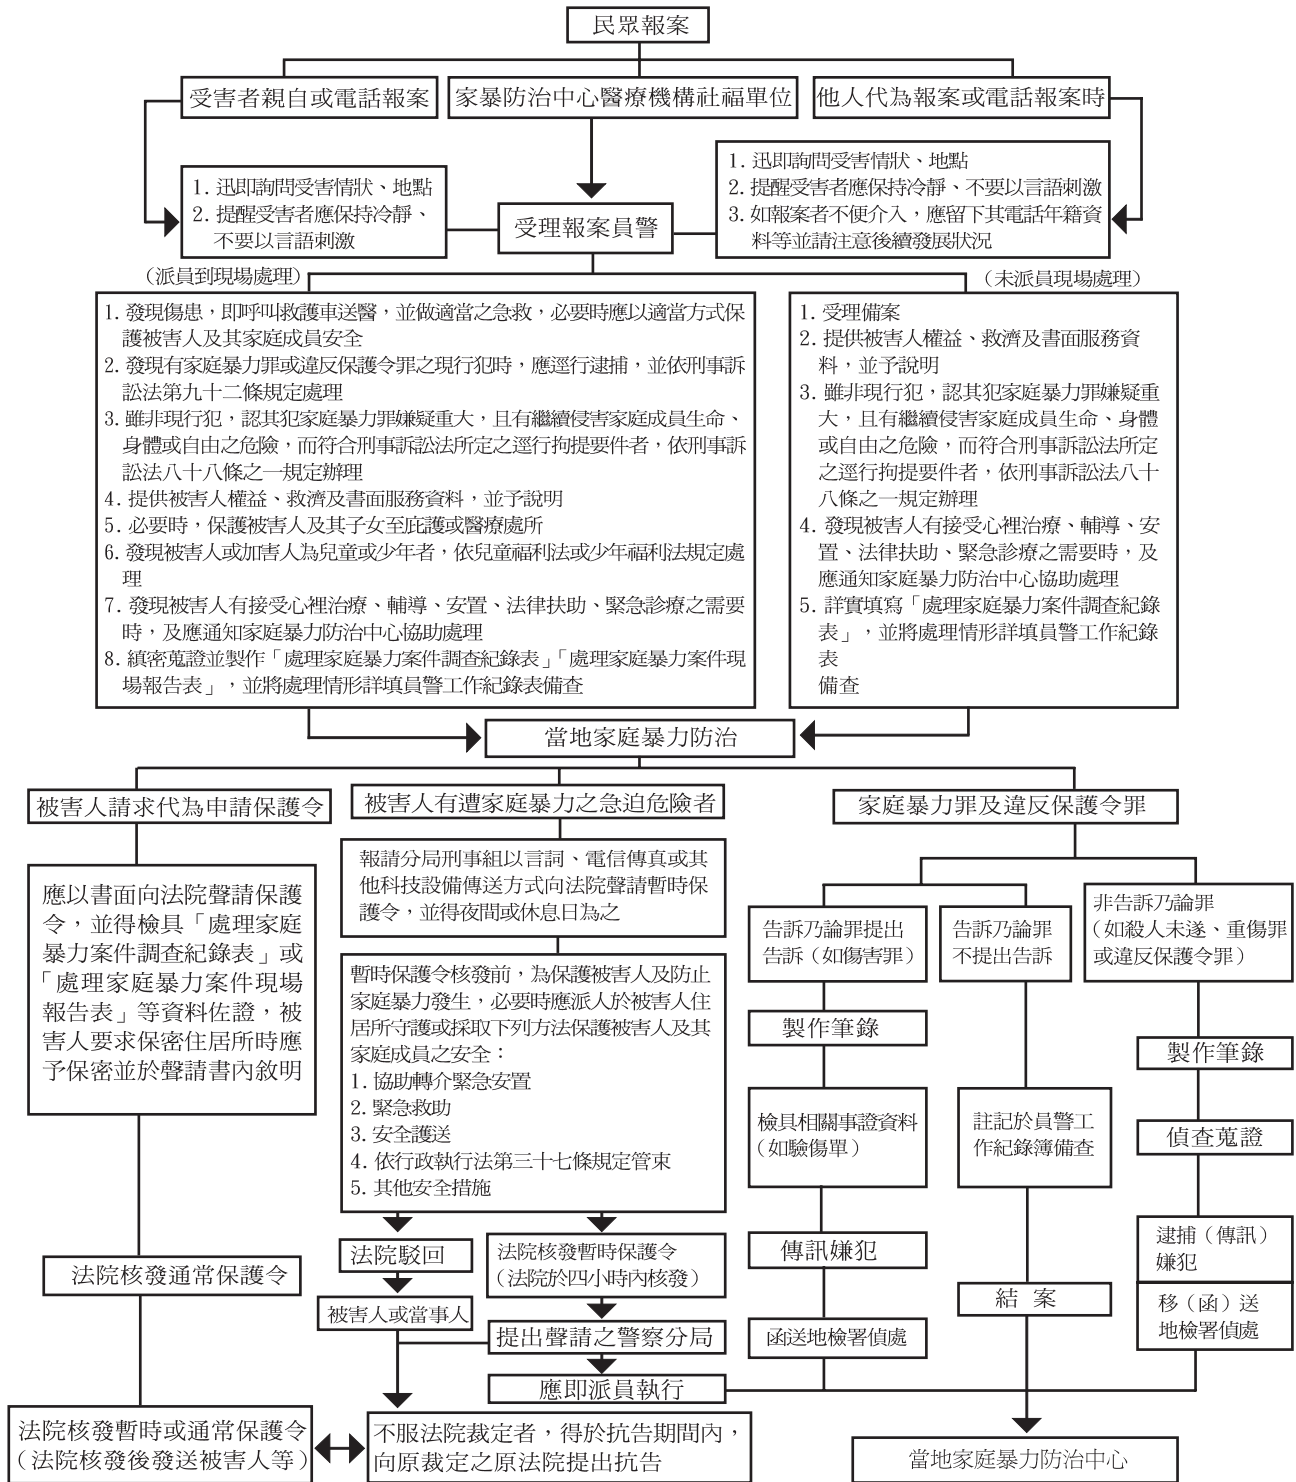 民眾報案
受害者親自或電話報案
家暴防治中心醫療機構社福單位
他人代為報案或電話報案時
1. 迅即詢問受害情狀、地點
2. 提醒受害者應保持冷靜、
不要以言語刺激
受理報案員警
1. 迅即詢問受害情狀、地點
2. 提醒受害者應保持冷靜、不要以言語刺激
3. 如報案者不便介入，應留下其電話年籍資
料等並請注意後續發展狀況
（派員到現場處理）
（未派員現場處理）
1. 發現傷患，即呼叫救護車送醫，並做適當之急救，必要時應以適當方式保
護被害人及其家庭成員安全
2. 發現有家庭暴力罪或違反保護令罪之現行犯時，應逕行逮捕，並依刑事訴
訟法第九十二條規定處理
3. 雖非現行犯，認其犯家庭暴力罪嫌疑重大，且有繼續侵害家庭成員生命、
身體或自由之危險，而符合刑事訴訟法所定之逕行拘提要件者，依刑事訴
訟法八十八條之一規定辦理
4. 提供被害人權益、救濟及書面服務資料，並予說明
5. 必要時，保護被害人及其子女至庇護或醫療處所
6. 發現被害人或加害人為兒童或少年者，依兒童福利法或少年福利法規定處
理
7. 發現被害人有接受心裡治療、輔導、安置、法律扶助、緊急診療之需要
時，及應通知家庭暴力防治中心協助處理
8. 縝密蒐證並製作「處理家庭暴力案件調查紀錄表」「處理家庭暴力案件現
場報告表」，並將處理情形詳填員警工作紀錄表備查
1. 受理備案
2. 提供被害人權益、救濟及書面服務資
料，並予說明
3. 雖非現行犯，認其犯家庭暴力罪嫌疑重
大，且有繼續侵害家庭成員生命、身體
或自由之危險，而符合刑事訴訟法所定
之逕行拘提要件者，依刑事訴訟法八十
八條之一規定辦理
4. 發現被害人有接受心裡治療、輔導、安
置、法律扶助、緊急診療之需要時，及
應通知家庭暴力防治中心協助處理
5. 詳實填寫「處理家庭暴力案件調查紀錄
表」，並將處理情形詳填員警工作紀錄
表
備查
當地家庭暴力防治
被害人請求代為申請保護令
被害人有遭家庭暴力之急迫危險者
家庭暴力罪及違反保護令罪
應以書面向法院聲請保護
令，並得檢具「處理家庭
暴力案件調查紀錄表」或
「處理家庭暴力案件現場
報告表」等資料佐證，被
害人要求保密住居所時應
予保密並於聲請書內敘明
報請分局刑事組以言詞、電信傳真或其
他科技設備傳送方式向法院聲請暫時保
護令，並得夜間或休息日為之
暫時保護令核發前，為保護被害人及防止
家庭暴力發生，必要時應派人於被害人住
居所守護或採取下列方法保護被害人及其
家庭成員之安全：
1. 協助轉介緊急安置
2. 緊急救助
3. 安全護送
4. 依行政執行法第三十七條規定管束
5. 其他安全措施
告訴乃論罪提出
告訴（如傷害罪）
告訴乃論罪
不提出告訴
非告訴乃論罪
（如殺人未遂、重傷罪
或違反保護令罪）
製作筆錄
製作筆錄
檢具相關事證資料
（如驗傷單）
註記於員警工
作紀錄簿備查
偵查蒐證
法院核發通常保護令
法院駁回
法院核發暫時保護令
（法院於四小時內核發）
傳訊嫌犯
逮捕（傳訊）
嫌犯
被害人或當事人
結 案
移（函）送
地檢署偵處
提出聲請之警察分局
函送地檢署偵處
應即派員執行
法院核發暫時或通常保護令
（法院核發後發送被害人等）
不服法院裁定者，得於抗告期間內，
向原裁定之原法院提出抗告
當地家庭暴力防治中心